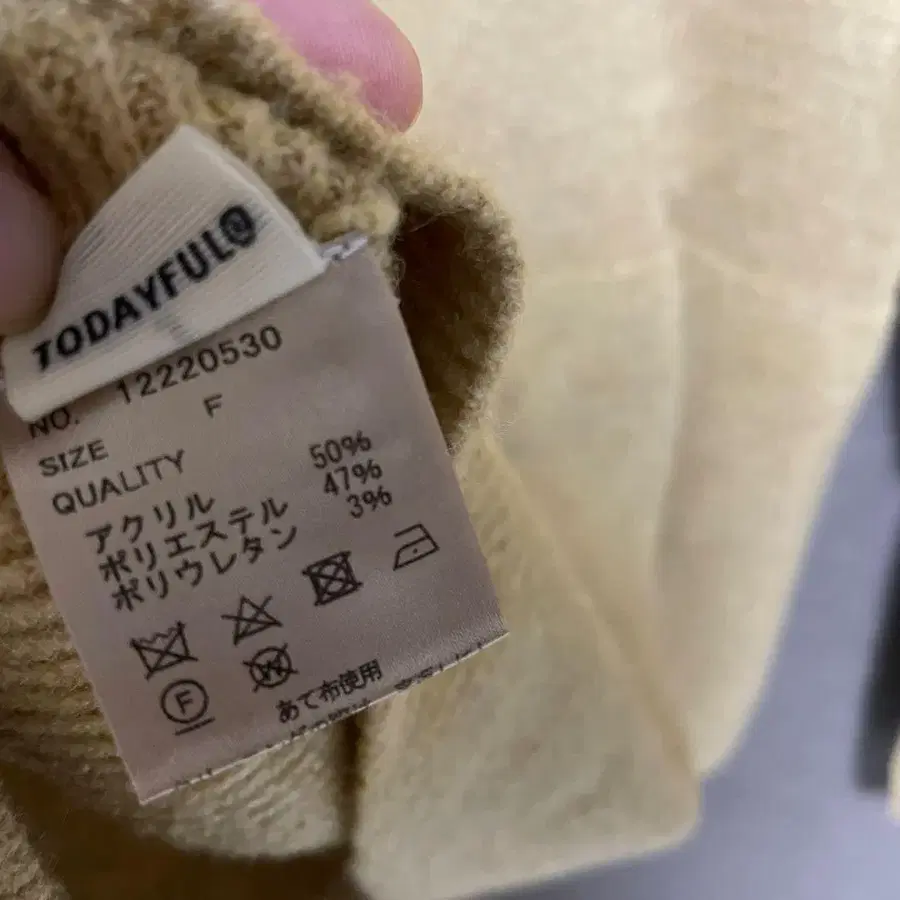 TODAYFUL®
NO. 12220530
SIZE F
QUALITY
アクリル 50%
ポリエステル 47%
ポリウレタン 3%
W
F
あて布使用